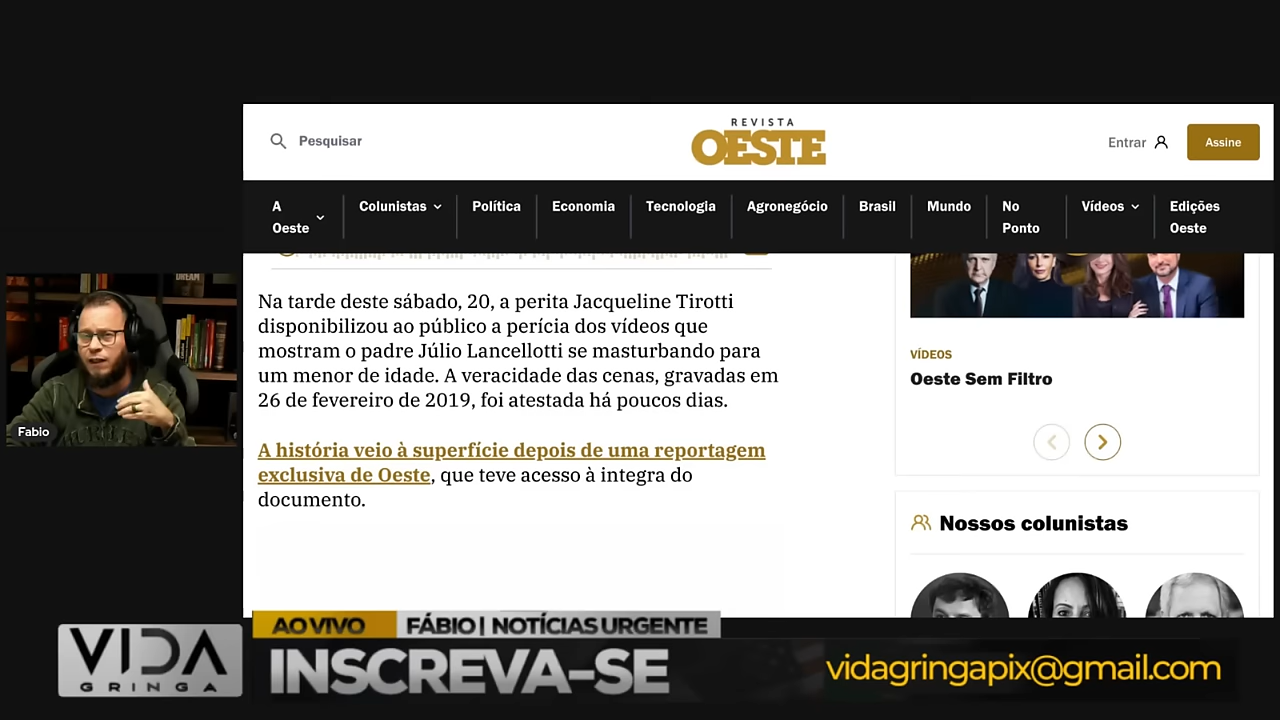 Pesquisar
REVISTA
OESTE
Entrar
Assine
A Oeste
Colunistas
Política
Economia
Tecnologia
Agronegócio
Brasil
Mundo
No Ponto
Vídeos
Edições Oeste
DREAM
Fabio
Na tarde deste sábado, 20, a perita Jacqueline Tirotti
disponibilizou ao público a perícia dos vídeos que
mostram o padre Júlio Lancellotti se masturbando para
um menor de idade. A veracidade das cenas, gravadas em
26 de fevereiro de 2019, foi atestada há poucos dias.
A história veio à superfície depois de uma reportagem
exclusiva de Oeste, que teve acesso à integra do
documento.
VÍDEOS
Oeste Sem Filtro
Nossos colunistas
AO VIVO
FÁBIO | NOTÍCIAS URGENTE
VIDA
GRINGA
INSCREVA-SE
vidagringapix@gmail.com